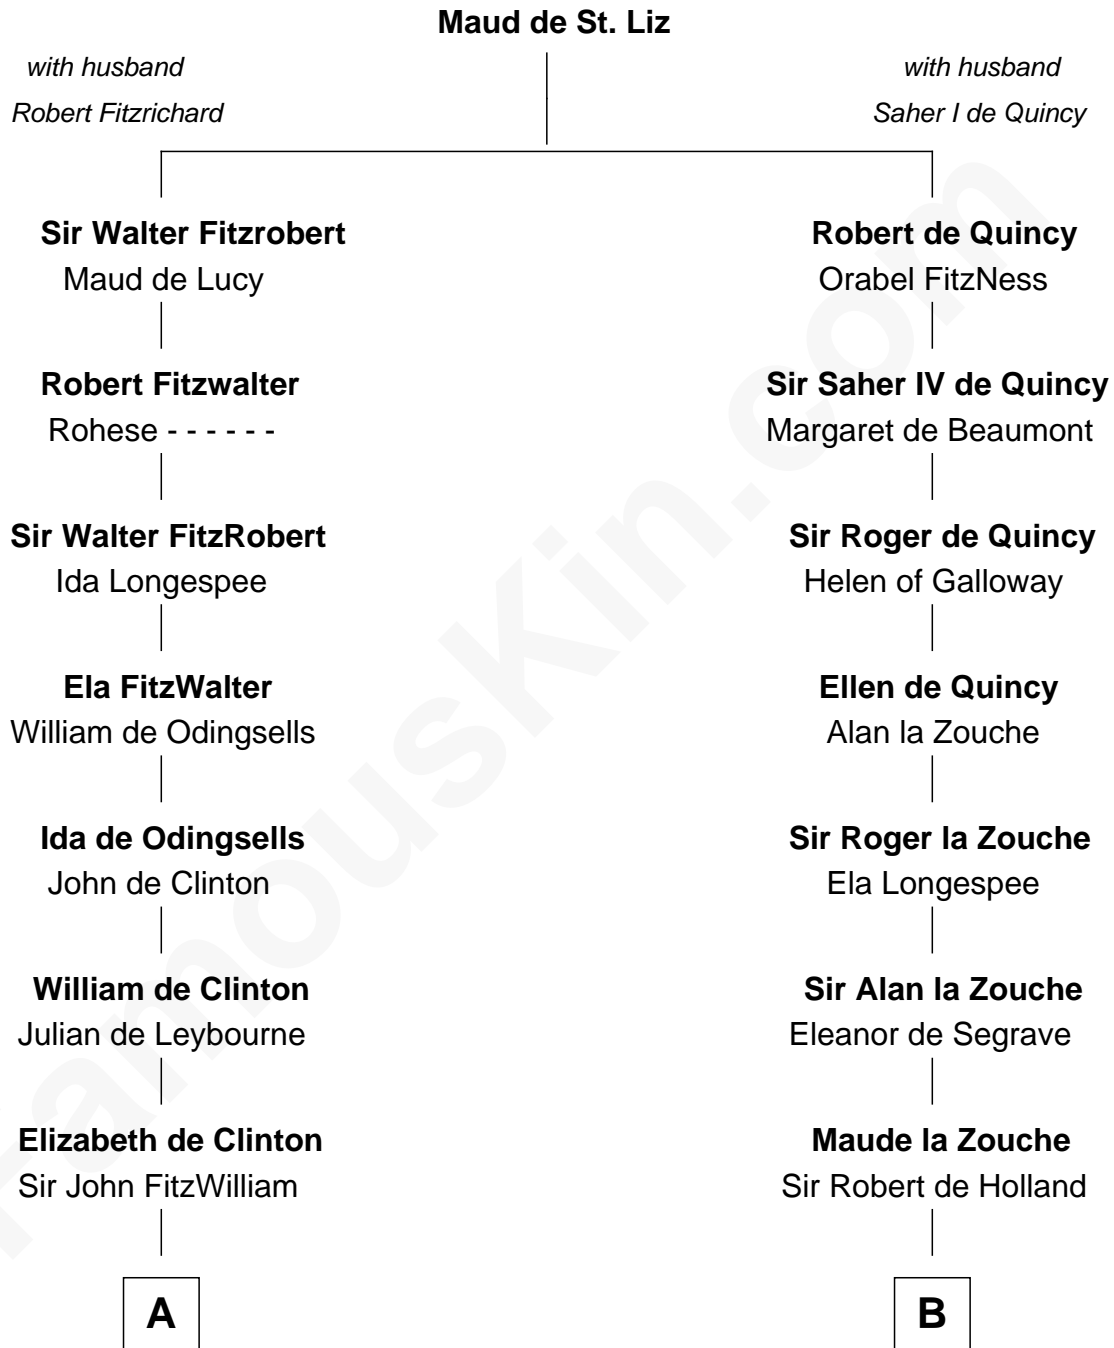 Maud de St. Liz
with husband
Robert Fitzrichard
with husband
Saher I de Quincy
Sir Walter Fitzrobert
Maud de Lucy
Robert de Quincy
Orabel FitzNess
Robert Fitzwalter
Rohese - - - - - -
Sir Saher IV de Quincy
Margaret de Beaumont
Sir Walter FitzRobert
Ida Longespee
Sir Roger de Quincy
Helen of Galloway
Ela FitzWalter
William de Odingsells
Ellen de Quincy
Alan la Zouche
Ida de Odingsells
John de Clinton
Sir Roger la Zouche
Ela Longespee
William de Clinton
Julian de Leybourne
Sir Alan la Zouche
Eleanor de Segrave
Elizabeth de Clinton
Sir John FitzWilliam
Maude la Zouche
Sir Robert de Holland
A
B
FamousKin.com